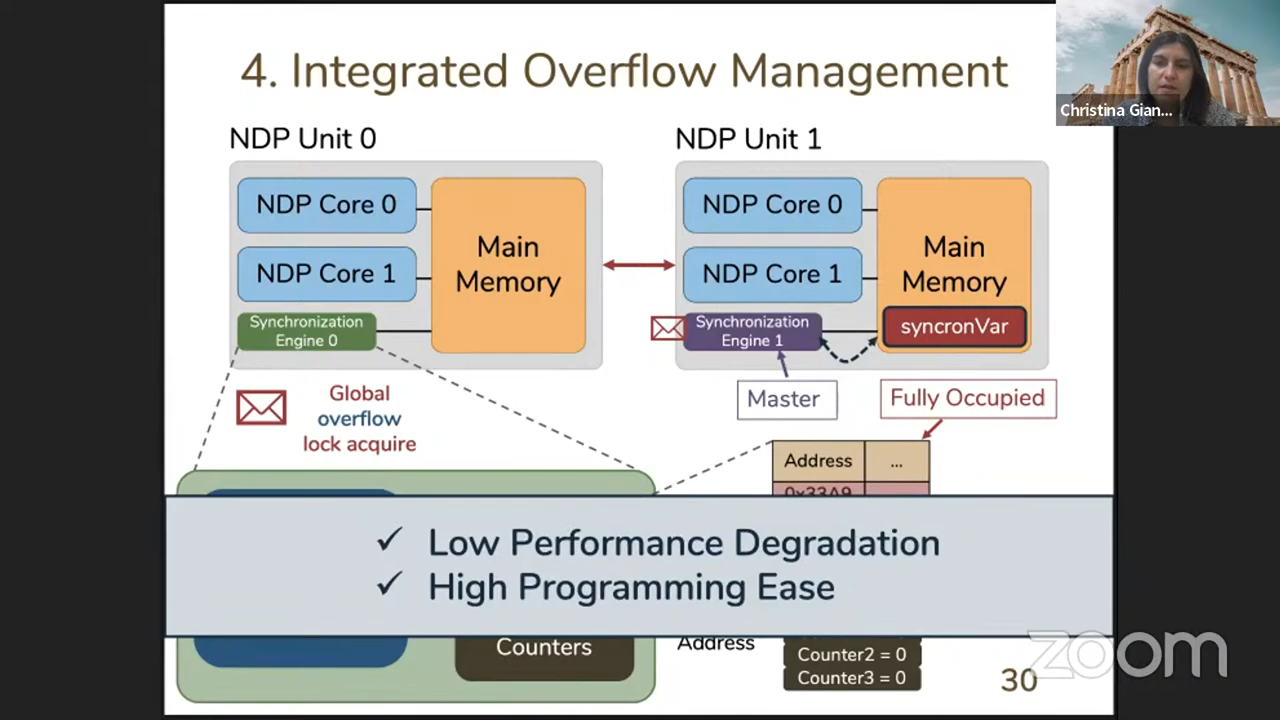 4. Integrated Overflow Management
Christina Gian...
NDP Unit 0
NDP Unit 1
NDP Core 0
NDP Core 1
Main
Memory
Synchronization
Engine 0
NDP Core 0
NDP Core 1
Main
Memory
Synchronization
Engine 1
syncronVar
Master
Fully Occupied
Global
overflow
lock acquire
Address ...
0x33A9
✓ Low Performance Degradation
✓ High Programming Ease
Counters
Address
Counter2 = 0
Counter3 = 0
30
zoom